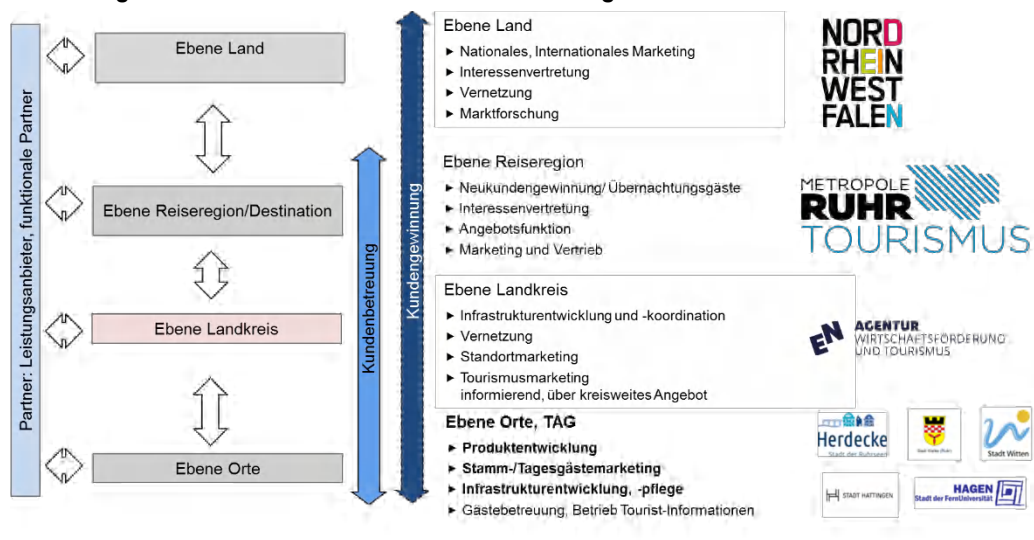 Partner: Leistungsanbieter, funktionale Partner
Ebene Land
Ebene Reiseregion/Destination
Ebene Landkreis
Ebene Orte
Kundenbetreuung
Kundengewinnung
Ebene Land
► Nationales, Internationales Marketing
► Interessenvertretung
► Vernetzung
► Marktforschung
Ebene Reiseregion
► Neukundengewinnung/ Übernachtungsgäste
► Interessenvertretung
► Angebotsfunktion
► Marketing und Vertrieb
Ebene Landkreis
► Infrastrukturentwicklung und -koordination
► Vernetzung
► Standortmarketing
► Tourismusmarketing
informierend, über kreisweites Angebot
Ebene Orte, TAG
► Produktentwicklung
► Stamm-/Tagesgästemarketing
► Infrastrukturentwicklung, -pflege
► Gästebetreuung, Betrieb Tourist-Informationen
NORD
RHEIN
WEST
FALEN
METROPOLE
RUHR
TOURISMUS
EN AGENTUR
WIRTSCHAFTSFÖRDERUNG
UND TOURISMUS
Herdecke
Stadt der Ruhrseen
Stadt Witten
STADT HATTINGEN
HAGEN
Stadt der FernUniversität